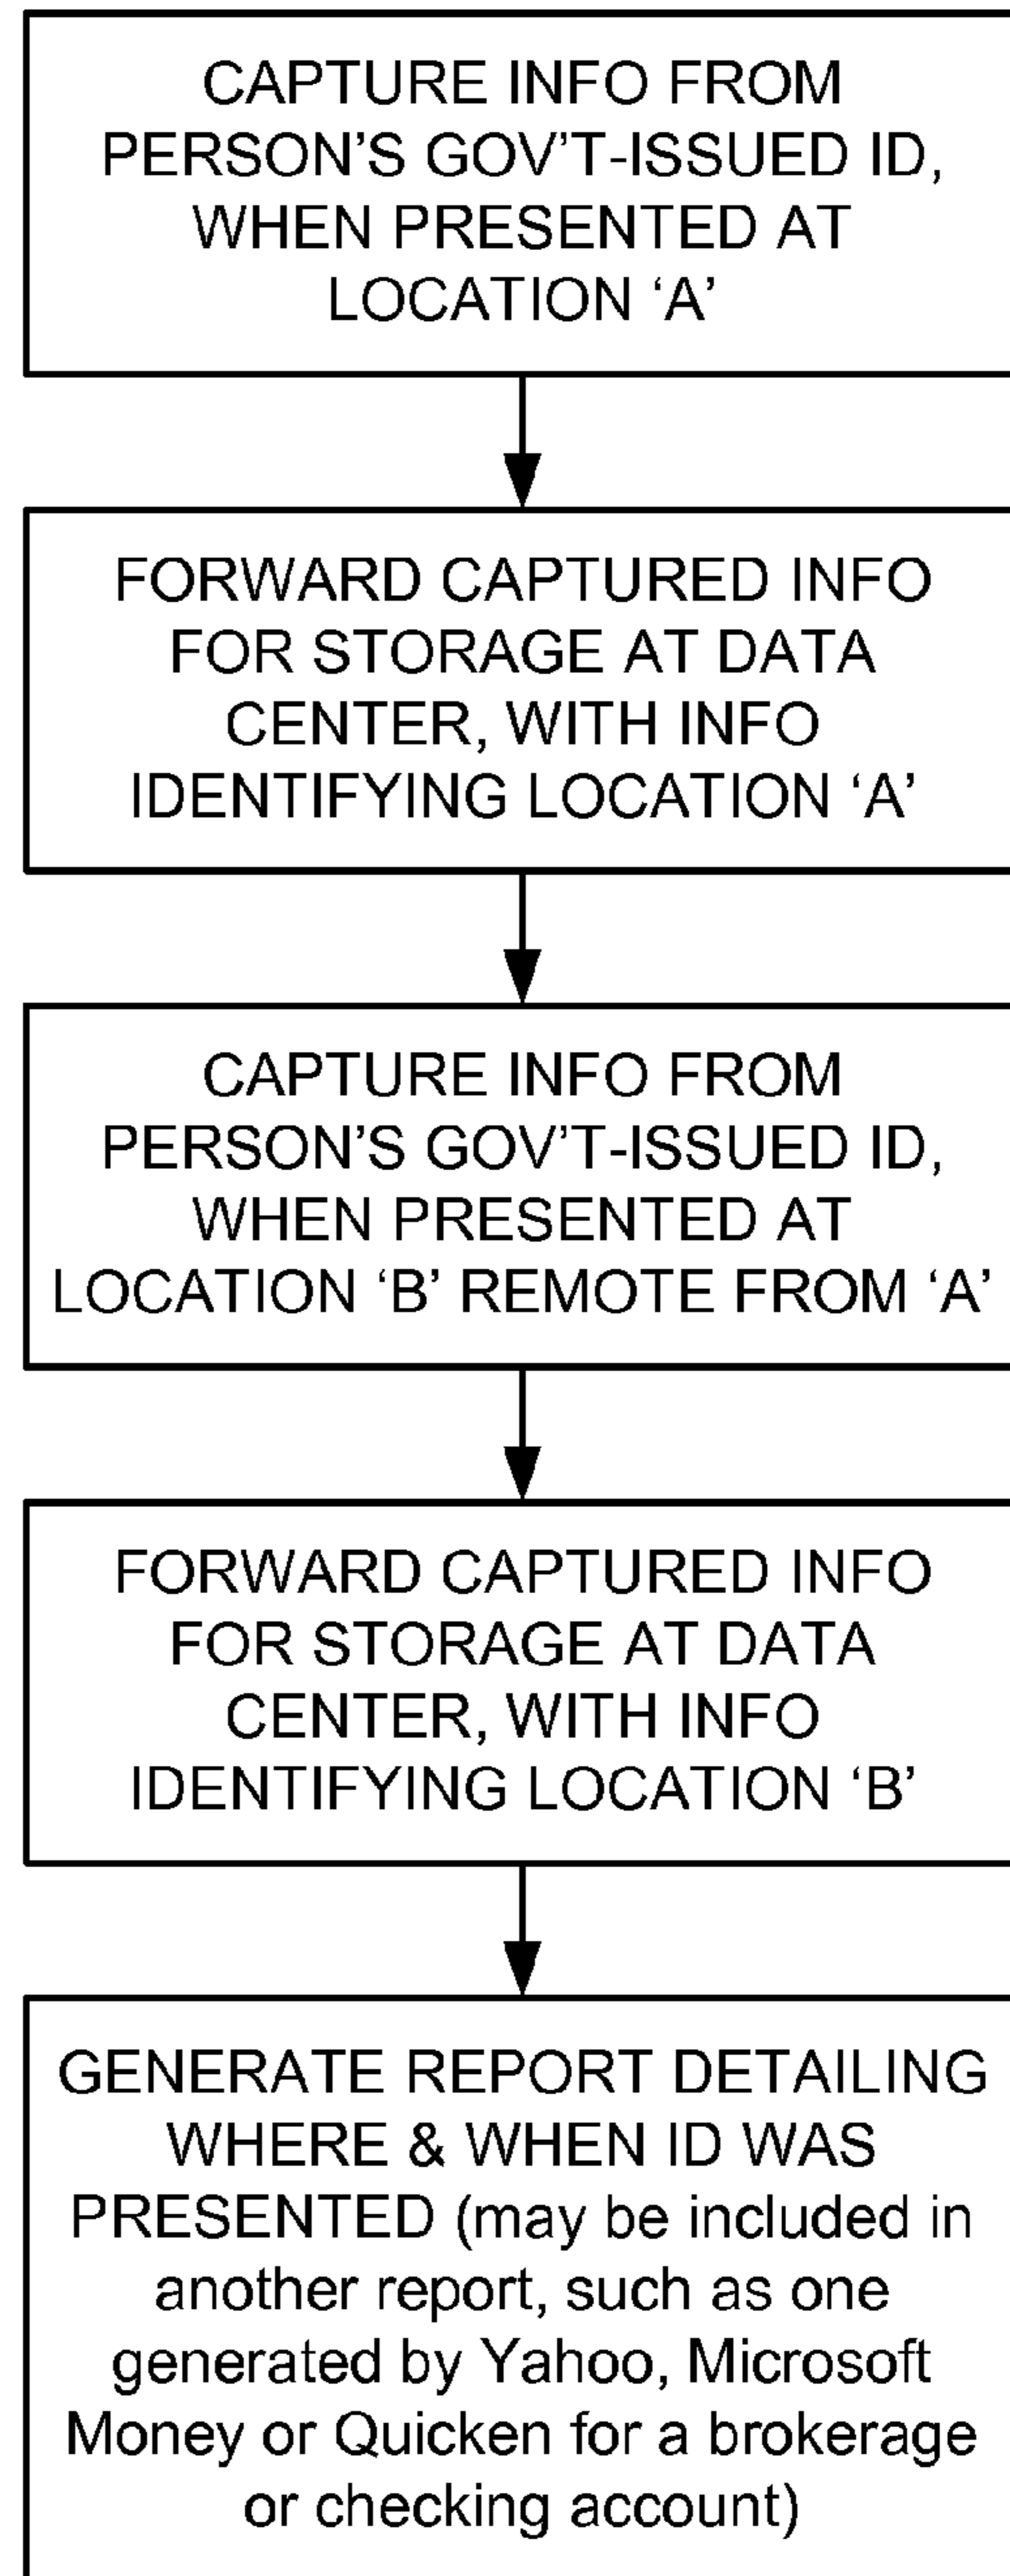 CAPTURE INFO FROM
PERSON’S GOV’T-ISSUED ID,
WHEN PRESENTED AT
LOCATION ‘A’
FORWARD CAPTURED INFO
FOR STORAGE AT DATA
CENTER, WITH INFO
IDENTIFYING LOCATION ‘A’
CAPTURE INFO FROM
PERSON’S GOV’T-ISSUED ID,
WHEN PRESENTED AT
LOCATION ‘B’ REMOTE FROM ‘A’
FORWARD CAPTURED INFO
FOR STORAGE AT DATA
CENTER, WITH INFO
IDENTIFYING LOCATION ‘B’
GENERATE REPORT DETAILING
WHERE & WHEN ID WAS
PRESENTED (may be included in
another report, such as one
generated by Yahoo, Microsoft
Money or Quicken for a brokerage
or checking account)